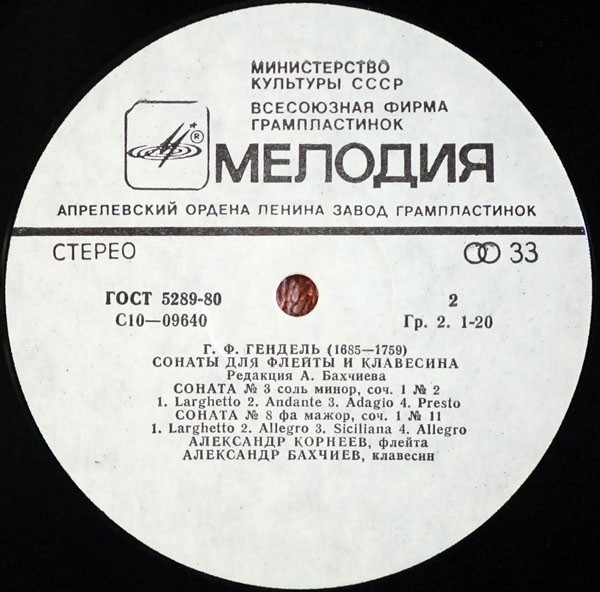 МИНИСТЕРСТВО
КУЛЬТУРЫ СССР
ВСЕСОЮЗНАЯ ФИРМА
ГРАМПЛАСТИНОК
®
МЕЛОДИЯ
АПРЕЛЕВСКИЙ ОРДЕНА ЛЕНИНА ЗАВОД ГРАМПЛАСТИНОК
СТЕРЕО 33
ГОСТ 5289-80 2
С10—09640 Гр. 2. 1-20
Г. Ф. ГЕНДЕЛЬ (1685—1759)
СОНАТЫ ДЛЯ ФЛЕЙТЫ И КЛАВЕСИНА
Редакция А. Бахчиева
СОНАТА № 3 соль минор, соч. 1 № 2
1. Larghetto 2. Andante 3. Adagio 4. Presto
СОНАТА № 8 фа мажор, соч. 1 № 11
1. Larghetto 2. Allegro 3. Siciliana 4. Allegro
АЛЕКСАНДР КОРНЕЕВ, флейта
АЛЕКСАНДР БАХЧИЕВ, клавесин